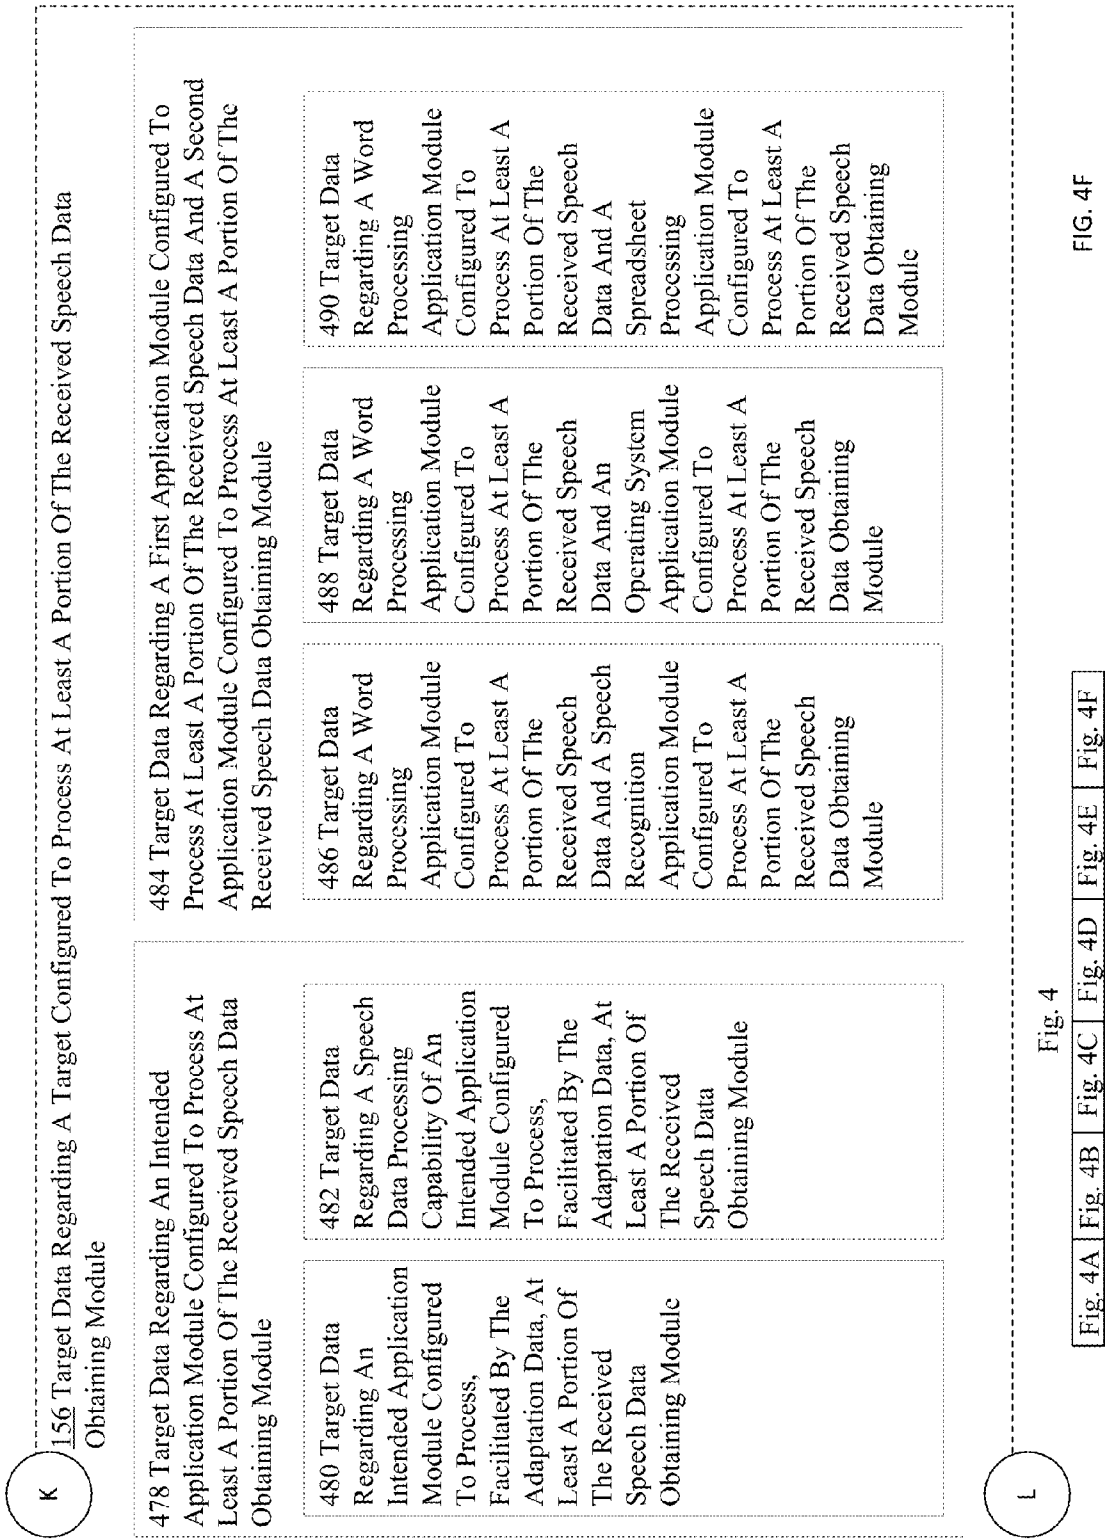 K
156 Target Data Regarding A Target Configured To Process At Least A Portion Of The Received Speech Data
Obtaining Module
478 Target Data Regarding An Intended
Application Module Configured To Process At
Least A Portion Of The Received Speech Data
Obtaining Module
480 Target Data
Regarding An
Intended Application
Module Configured
To Process,
Facilitated By The
Adaptation Data, At
Least A Portion Of
The Received
Speech Data
Obtaining Module
482 Target Data
Regarding A Speech
Data Processing
Capability Of An
Intended Application
Module Configured
To Process,
Facilitated By The
Adaptation Data, At
Least A Portion Of
The Received
Speech Data
Obtaining Module
484 Target Data Regarding A First Application Module Configured To
Process At Least A Portion Of The Received Speech Data And A Second
Application Module Configured To Process At Least A Portion Of The
Received Speech Data Obtaining Module
486 Target Data
Regarding A Word
Processing
Application Module
Configured To
Process At Least A
Portion Of The
Received Speech
Data And A Speech
Recognition
Application Module
Configured To
Process At Least A
Portion Of The
Received Speech
Data Obtaining
Module
488 Target Data
Regarding A Word
Processing
Application Module
Configured To
Process At Least A
Portion Of The
Received Speech
Data And An
Operating System
Application Module
Configured To
Process At Least A
Portion Of The
Received Speech
Data Obtaining
Module
490 Target Data
Regarding A Word
Processing
Application Module
Configured To
Process At Least A
Portion Of The
Received Speech
Data And A
Spreadsheet
Processing
Application Module
Configured To
Process At Least A
Portion Of The
Received Speech
Data Obtaining
Module
L
Fig. 4
Fig. 4A Fig. 4B Fig. 4C Fig. 4D Fig. 4E Fig. 4F
FIG. 4F